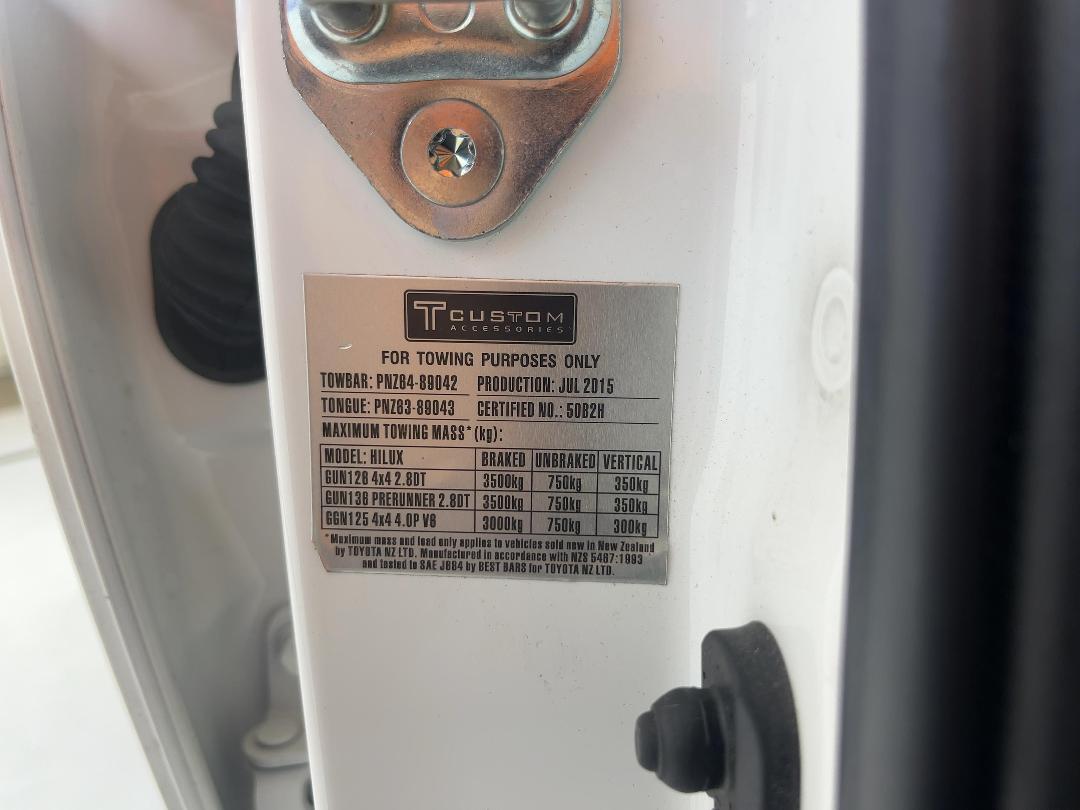 T CUSTOM
ACCESSORIES
FOR TOWING PURPOSES ONLY
TOWBAR: PNZ64-89042 PRODUCTION: JUL 2015
TONGUE: PNZ63-89043 CERTIFIED NO.: 50B2H
MAXIMUM TOWING MASS* (kg):
MODEL: HILUX BRAKED UNBRAKED VERTICAL
GUN126 4x4 2.8DT 3500kg 750kg 350kg
GUN136 PRERUNNER 2.8DT 3500kg 750kg 350kg
GGN125 4x4 4.0P V6 3000kg 750kg 300kg
*Maximum mass and load only applies to vehicles sold new in New Zealand
by TOYOTA NZ LTD. Manufactured in accordance with NZS 5467:1993
and tested to SAE J684 by BEST BARS for TOYOTA NZ LTD.